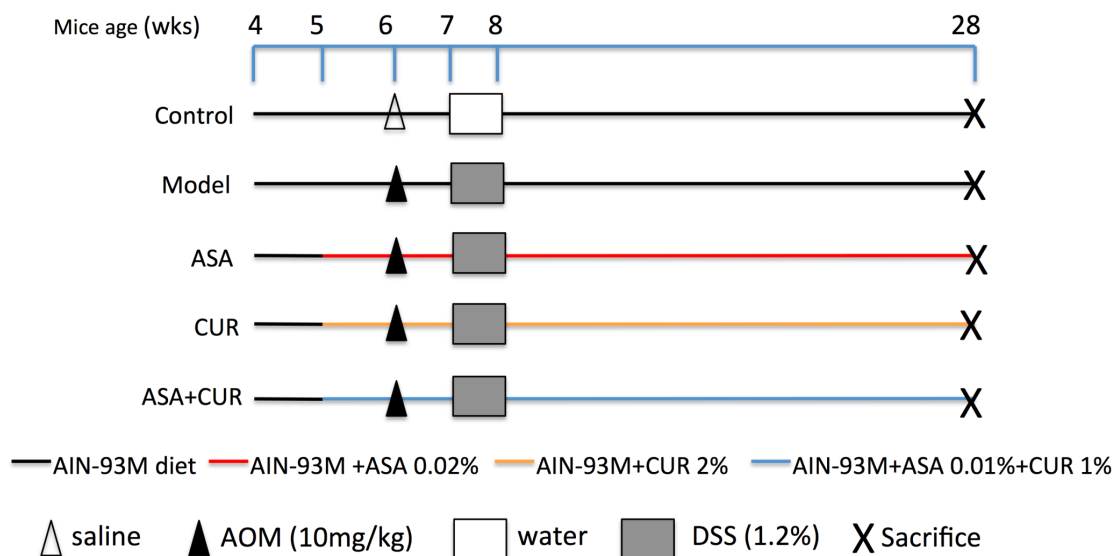 Mice age (wks) 4 5 6 7 8 28
Control
Model
ASA
CUR
ASA+CUR
AIN-93M diet AIN-93M +ASA 0.02% AIN-93M+CUR 2% AIN-93M+ASA 0.01%+CUR 1%
saline AOM (10mg/kg) water DSS (1.2%) X Sacrifice